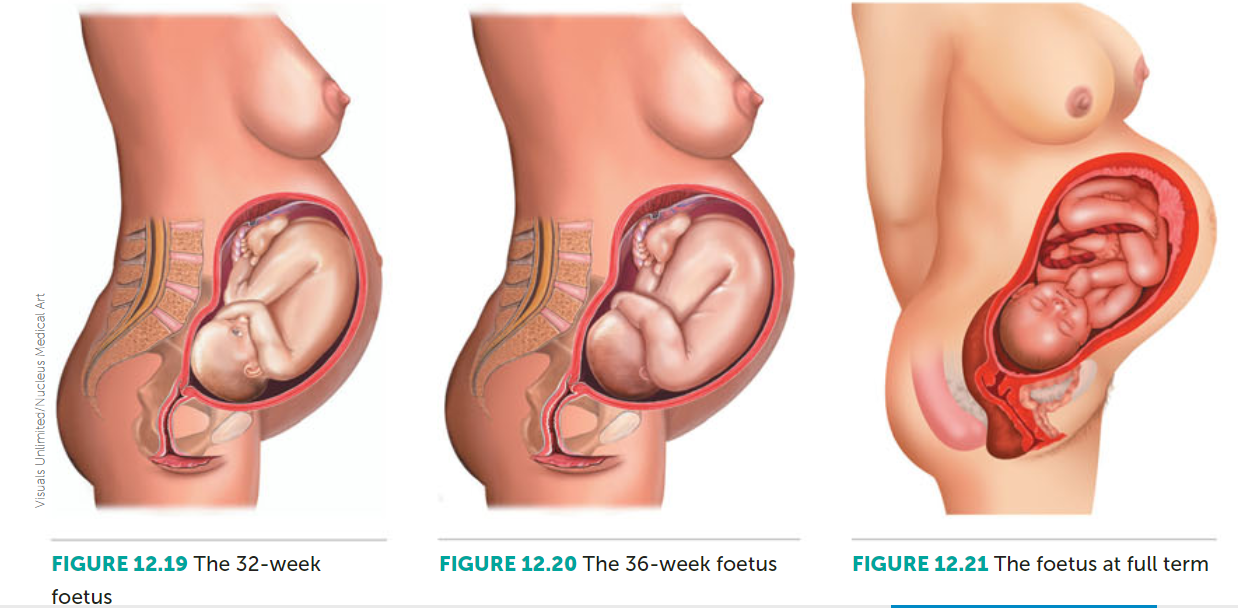 Visuals Unlimited/Nucleus Medical Art
FIGURE 12.19 The 32-week
foetus
FIGURE 12.20 The 36-week foetus
FIGURE 12.21 The foetus at full term